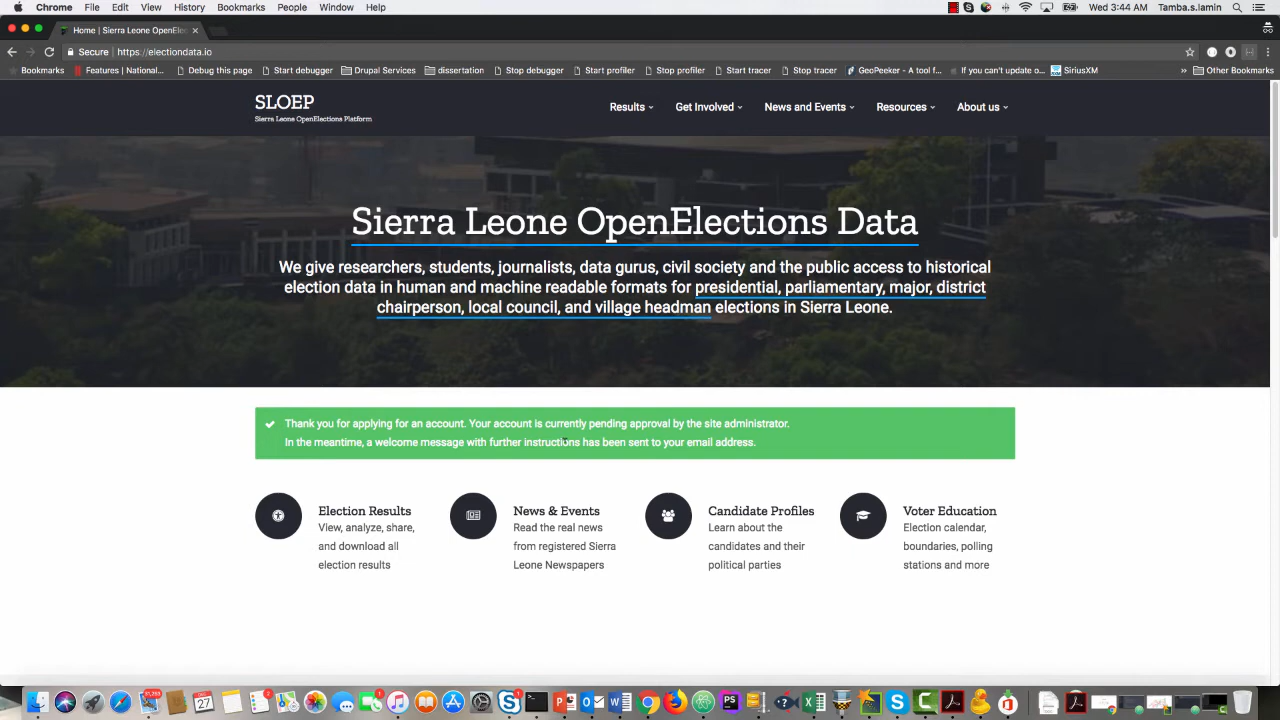 Chrome File Edit View History Bookmarks People Window Help Wed 3:44 AM Tamba.s.lamin
Home | Sierra Leone OpenElec
Secure | https://electiondata.io
Bookmarks Features | National... Debug this page Start debugger Drupal Services dissertation Stop debugger Start profiler Stop profiler Start tracer Stop tracer GeoPeeker - A tool f... If you can't update o... SiriusXM » Other Bookmarks
SLOEP
Sierra Leone OpenElections Platform
Results Get Involved News and Events Resources About us
Sierra Leone OpenElections Data
We give researchers, students, journalists, data gurus, civil society and the public access to historical
election data in human and machine readable formats for presidential, parliamentary, major, district
chairperson, local council, and village headman elections in Sierra Leone.
Thank you for applying for an account. Your account is currently pending approval by the site administrator.
In the meantime, a welcome message with further instructions has been sent to your email address.
Election Results
View, analyze, share,
and download all
election results
News & Events
Read the real news
from registered Sierra
Leone Newspapers
Candidate Profiles
Learn about the
candidates and their
political parties
Voter Education
Election calendar,
boundaries, polling
stations and more